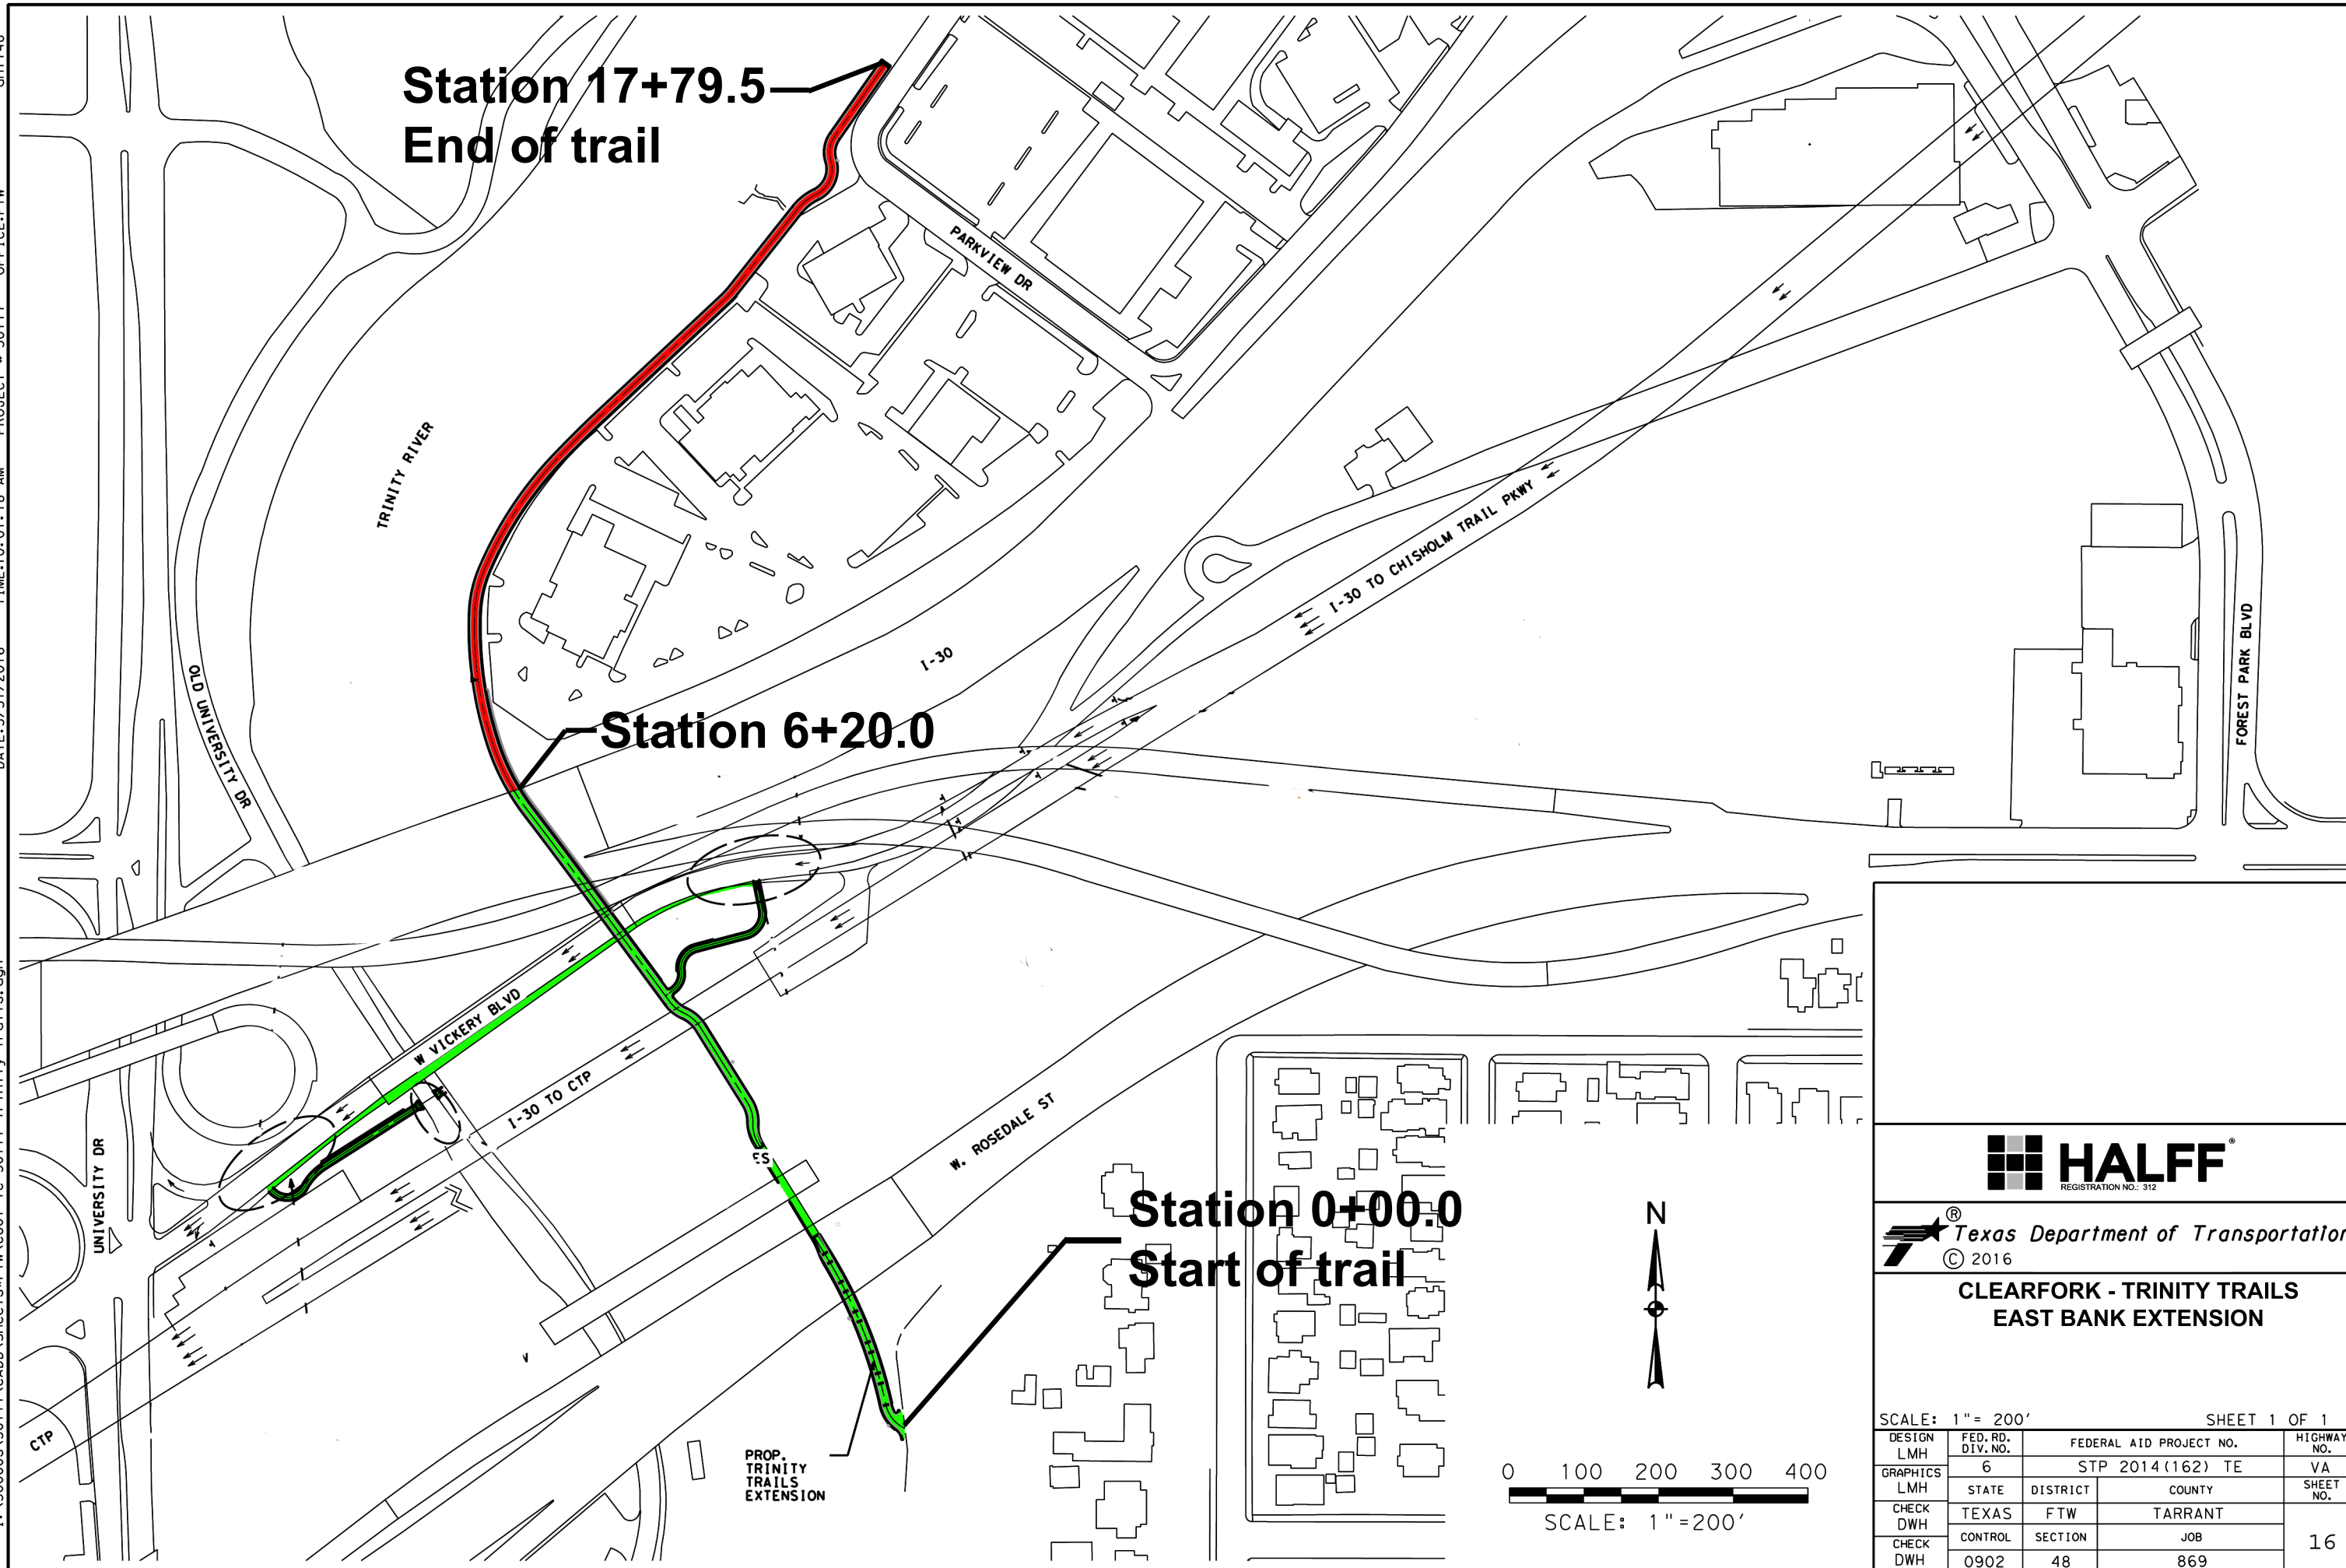 Station 17+79.5
End of trail
PARKVIEW DR
TRINITY RIVER
I-30 TO CHISHOLM TRAIL PKWY
FOREST PARK BLVD
I-30
OLD UNIVERSITY DR
Station 6+20.0
W VICKERY BLVD
I-30 TO CTP
UNIVERSITY DR
W. ROSEDALE ST
ES
Station 0+00.0
Start of trail
CTP
PROP.
TRINITY
TRAILS
EXTENSION
N
0 100 200 300 400
SCALE: 1"=200'
HALFF®
REGISTRATION NO.: 312
®
Texas Department of Transportation
© 2016
CLEARFORK - TRINITY TRAILS
EAST BANK EXTENSION
SCALE: 1"= 200' SHEET 1 OF 1
DESIGN
LMH
FED.RD.
DIV.NO.
FEDERAL AID PROJECT NO.
HIGHWAY
NO.
6
STP 2014(162) TE
VA
GRAPHICS
LMH
STATE
DISTRICT
COUNTY
SHEET
NO.
CHECK
DWH
TEXAS
FTW
TARRANT
16
CHECK
DWH
CONTROL
SECTION
JOB
0902
48
869